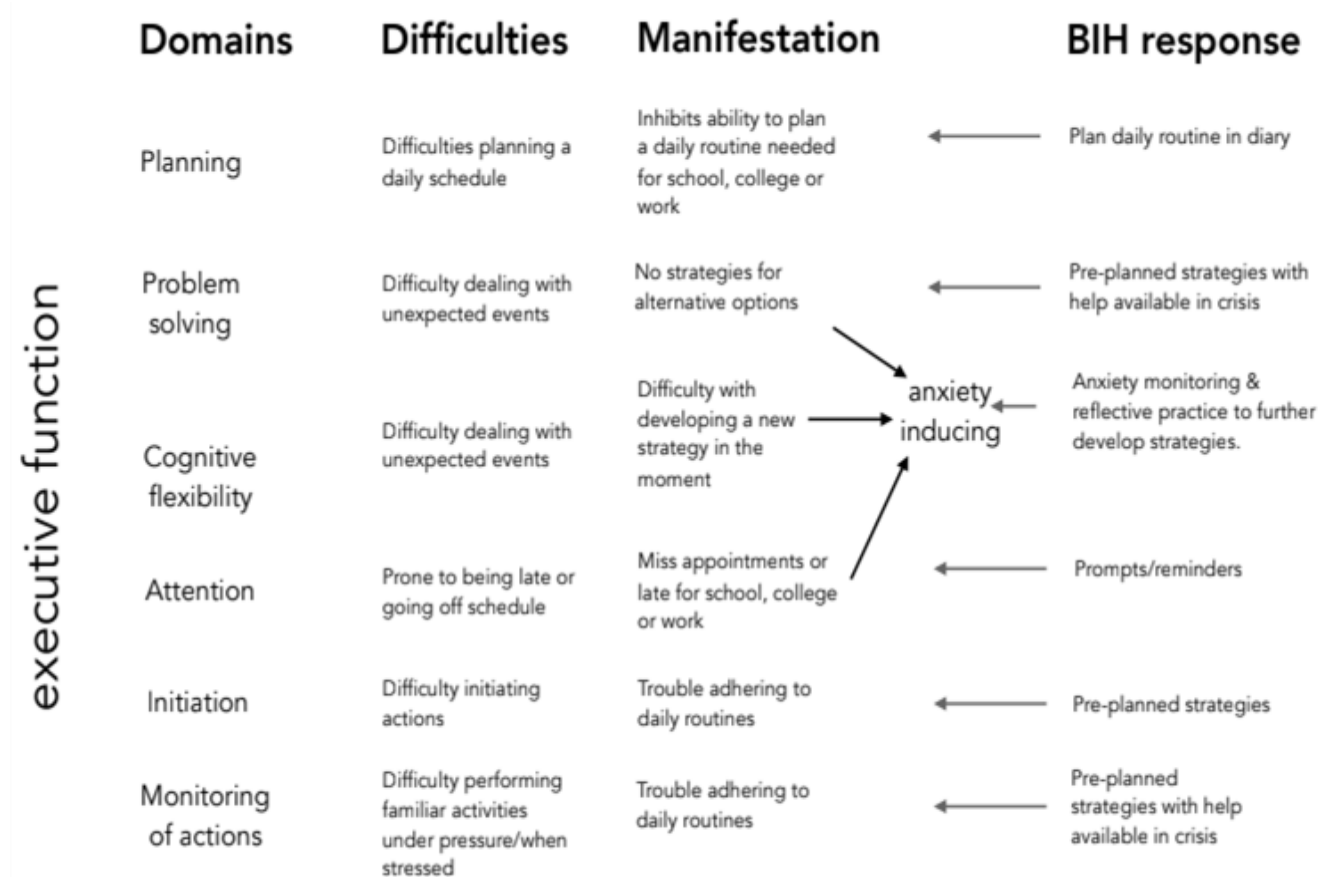 Domains
Difficulties
Manifestation
BIH response
executive function
Planning
Difficulties planning a
daily schedule
Inhibits ability to plan
a daily routine needed
for school, college or
work
Plan daily routine in diary
Problem
solving
Difficulty dealing with
unexpected events
No strategies for
alternative options
Pre-planned strategies with
help available in crisis
Cognitive
flexibility
Difficulty dealing with
unexpected events
Difficulty with
developing a new
strategy in the
moment
anxiety
inducing
Anxiety monitoring &
reflective practice to further
develop strategies.
Attention
Prone to being late or
going off schedule
Miss appointments or
late for school, college
or work
Prompts/reminders
Initiation
Difficulty initiating
actions
Trouble adhering to
daily routines
Pre-planned strategies
Monitoring
of actions
Difficulty performing
familiar activities
under pressure/when
stressed
Trouble adhering to
daily routines
Pre-planned
strategies with help
available in crisis